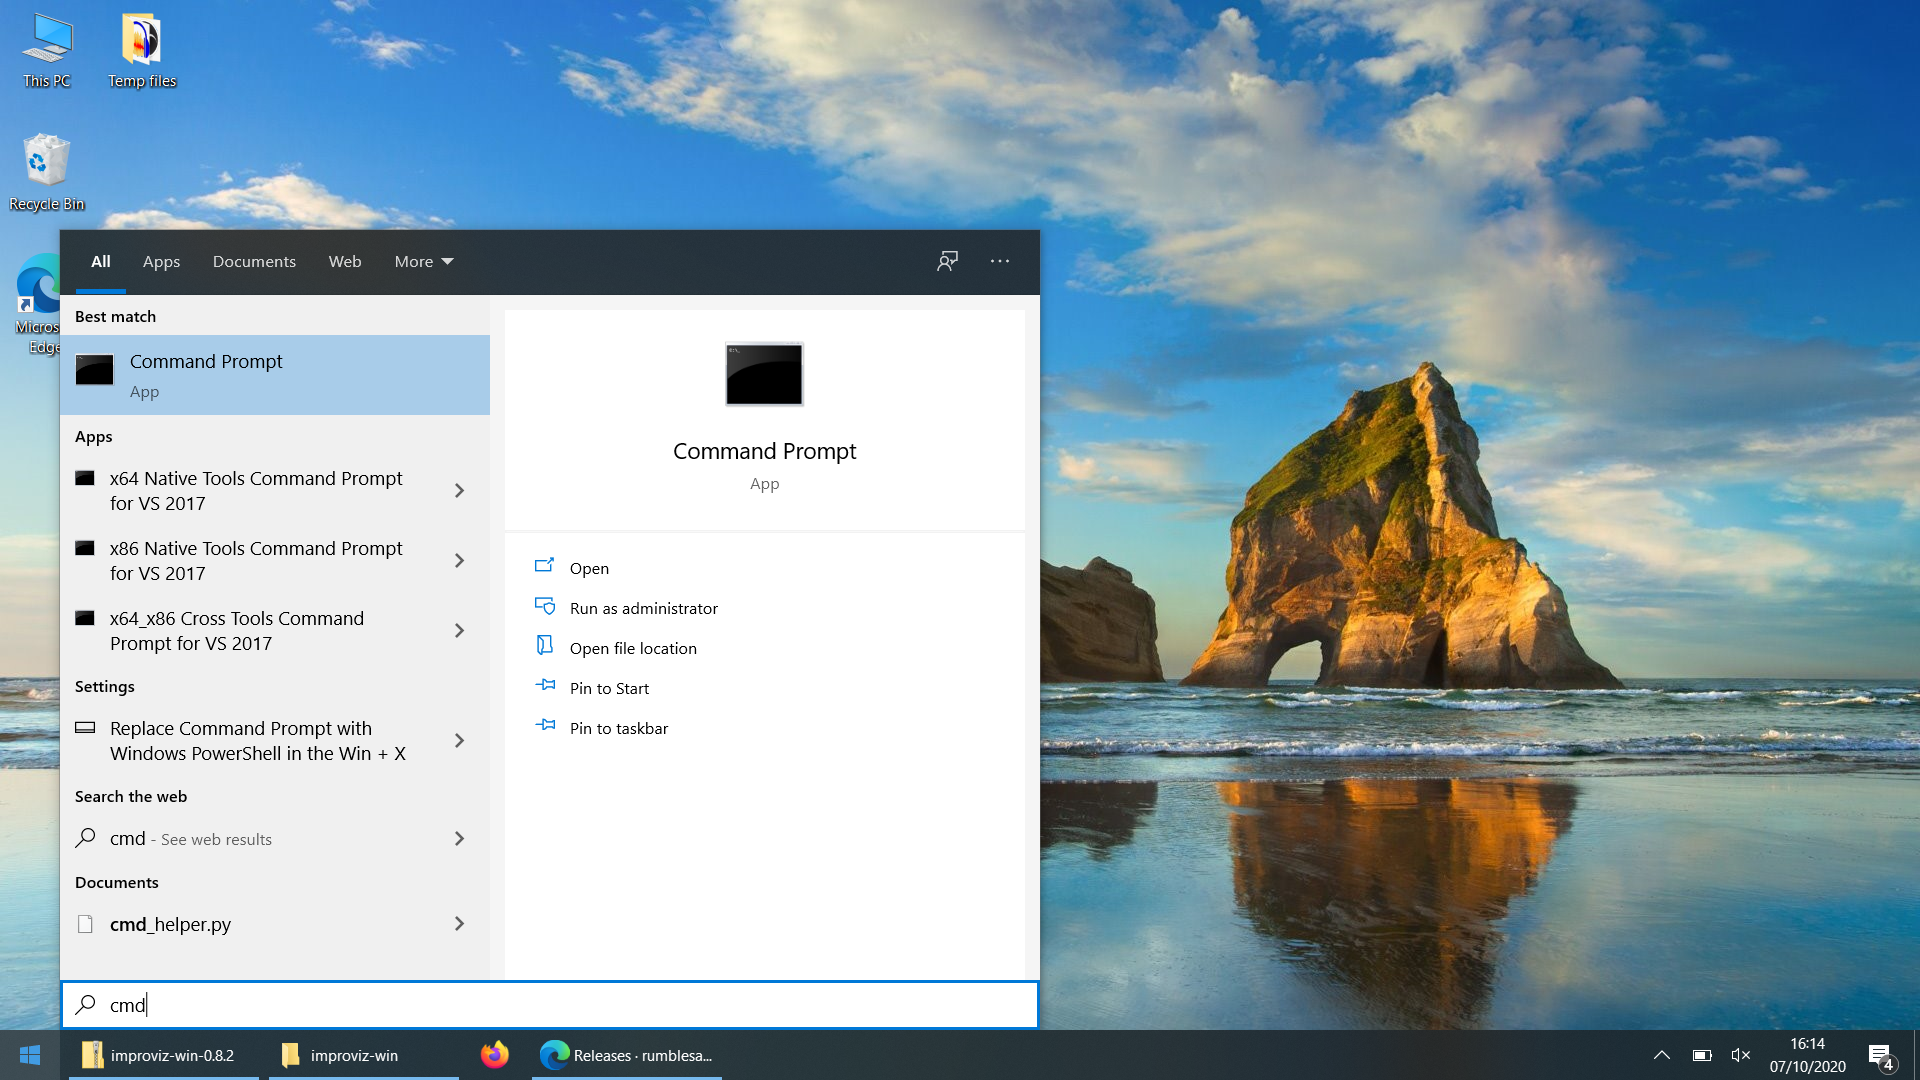 This PC
Temp files
Recycle Bin
Micros
Edge
All
Apps
Documents
Web
More
Best match
Command Prompt
App
Apps
x64 Native Tools Command Prompt
for VS 2017
x86 Native Tools Command Prompt
for VS 2017
x64_x86 Cross Tools Command
Prompt for VS 2017
Settings
Replace Command Prompt with
Windows PowerShell in the Win + X
Search the web
cmd - See web results
Documents
cmd_helper.py
Command Prompt
App
Open
Run as administrator
Open file location
Pin to Start
Pin to taskbar
cmd
improviz-win-0.8.2
improviz-win
Releases · rumblesa...
16:14
07/10/2020
4